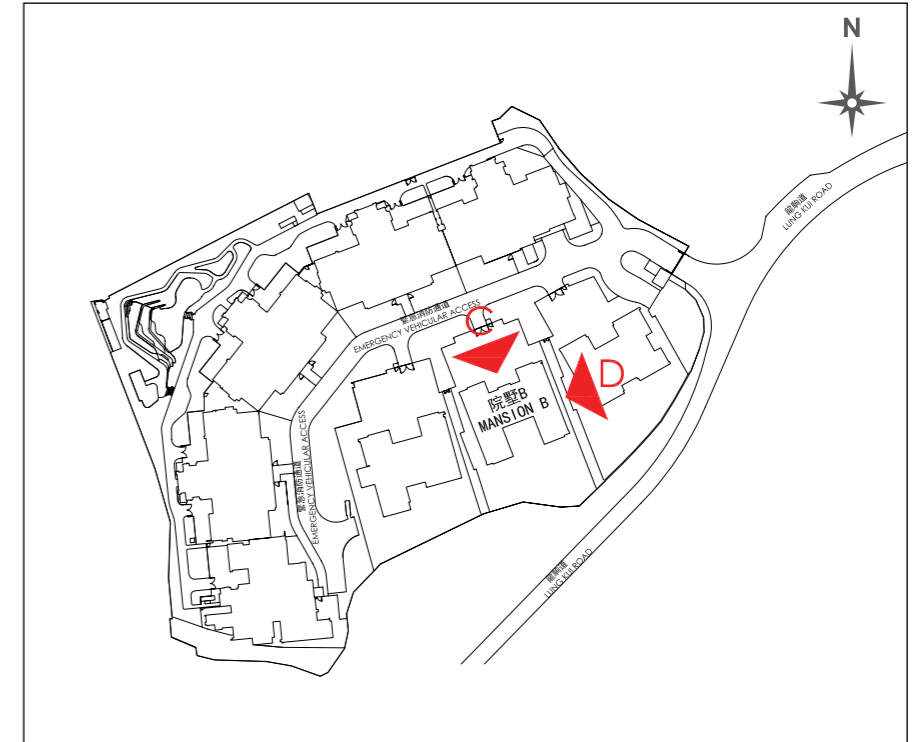 N
龍駒道
LUNG KUI ROAD
緊急消防通道
EMERGENCY VEHICULAR ACCESS
C
D
院墅B
MANSION B
緊急消防通道
EMERGENCY VEHICULAR ACCESS
龍駒道
LUNG KUI ROAD